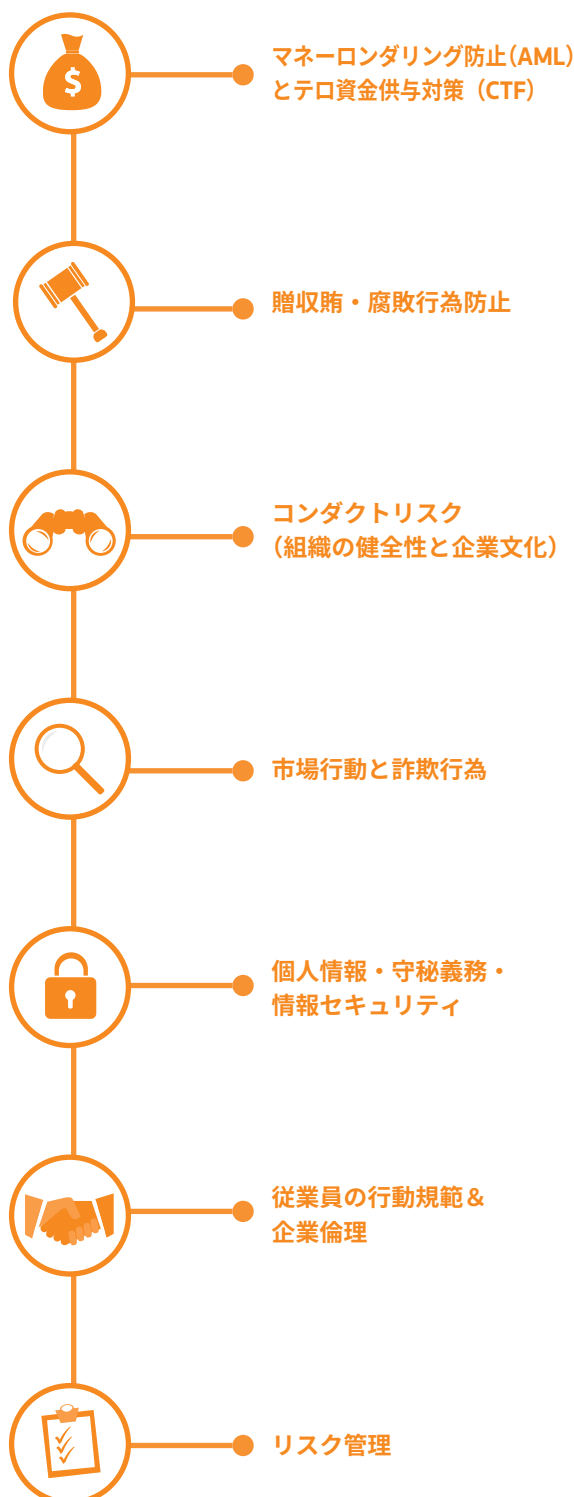 マネーロンダリング防止（AML）
とテロ資金供与対策（CTF）
贈収賄・腐敗行為防止
コンダクトリスク
（組織の健全性と企業文化）
市場行動と詐欺行為
個人情報・守秘義務・
情報セキュリティ
従業員の行動規範＆
企業倫理
リスク管理